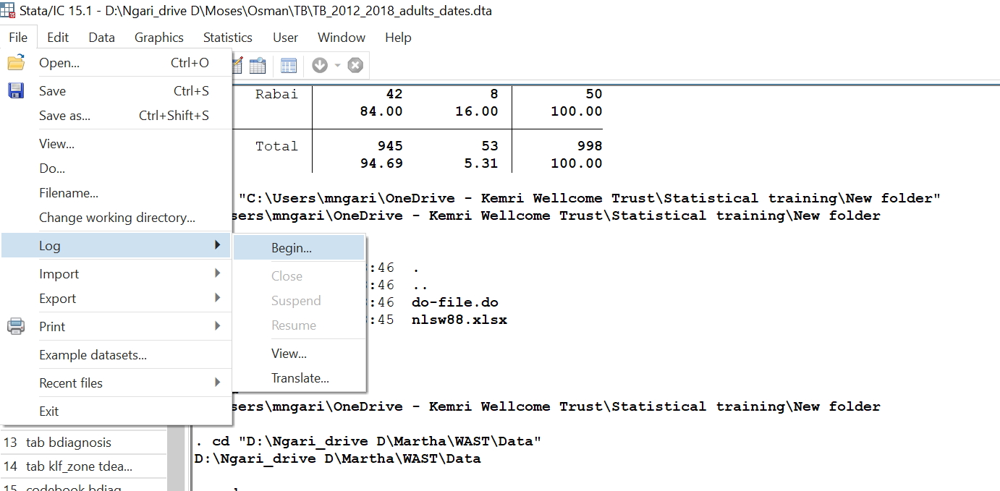 Stata/IC 15.1 - D:\Ngari_drive D\Moses\Osman\TB\TB_2012_2018_adults_dates.dta
File Edit Data Graphics Statistics User Window Help
Open... Ctrl+O
Save Ctrl+S
Save as... Ctrl+Shift+S
View...
Do...
Filename...
Change working directory...
Log
Import
Export
Print
Example datasets...
Recent files
Exit
Begin...
Close
Suspend
Resume
View...
Translate...
Rabai 42 8 50
84.00 16.00 100.00
Total 945 53 998
94.69 5.31 100.00
"C:\Users\mngari\OneDrive - Kemri Wellcome Trust\Statistical training\New folder"
sers\mngari\OneDrive - Kemri Wellcome Trust\Statistical training\New folder
:46 .
:46 ..
:46 do-file.do
:45 nlsw88.xlsx
sers\mngari\OneDrive - Kemri Wellcome Trust\Statistical training\New folder
. cd "D:\Ngari_drive D\Martha\WAST\Data"
D:\Ngari_drive D\Martha\WAST\Data
13 tab bdiagnosis
14 tab klf_zone tdea...
15 codebook bdiag